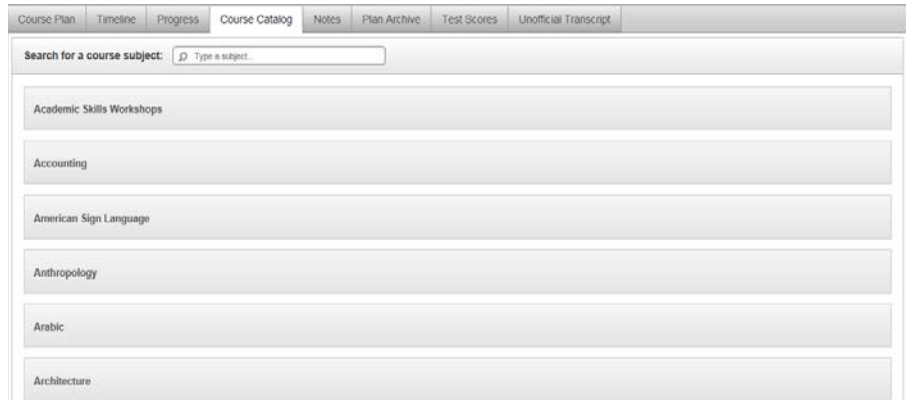 Course Plan Timeline Progress Course Catalog Notes Plan Archive Test Scores Unofficial Transcript
Search for a course subject: Type a subject...
Academic Skills Workshops
Accounting
American Sign Language
Anthropology
Arabic
Architecture